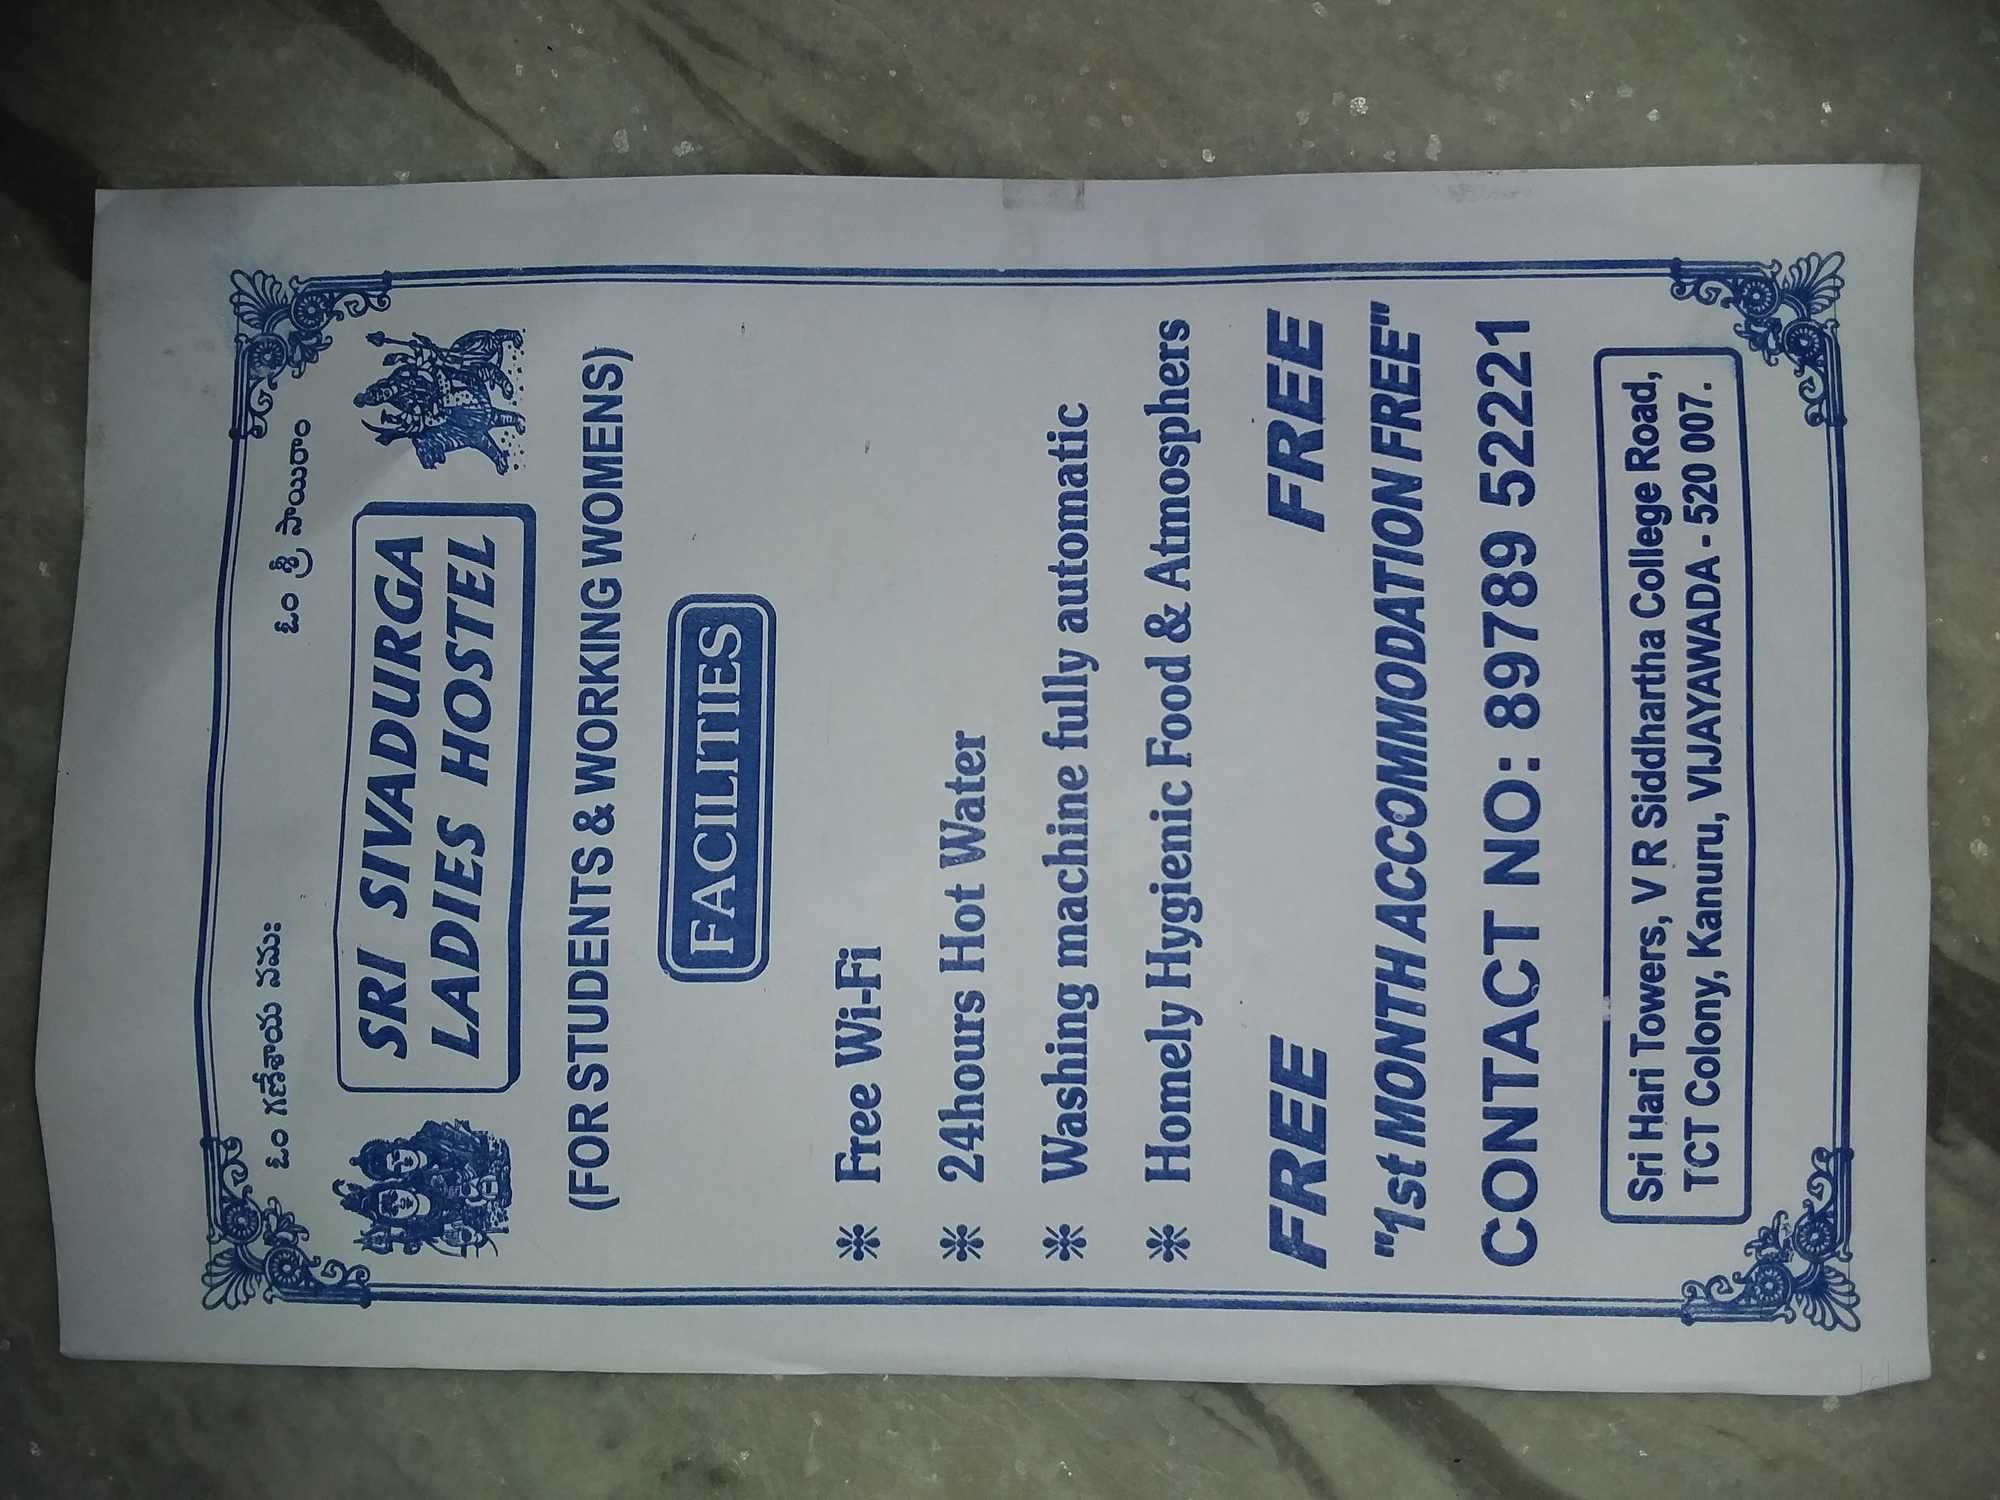 ఓం గణేశాయ నమః ఓం శ్రీ సాయిరాం
SRI SIVADURGA
LADIES HOSTEL
(FOR STUDENTS & WORKING WOMENS)
FACILITIES
❊ Free Wi-Fi
❊ 24hours Hot Water
❊ Washing machine fully automatic
❊ Homely Hygienic Food & Atmosphers
FREE FREE
"1st MONTH ACCOMMODATION FREE"
CONTACT NO: 89789 52221
Sri Hari Towers, V R Siddhartha College Road,
TCT Colony, Kanuru, VIJAYAWADA - 520 007.